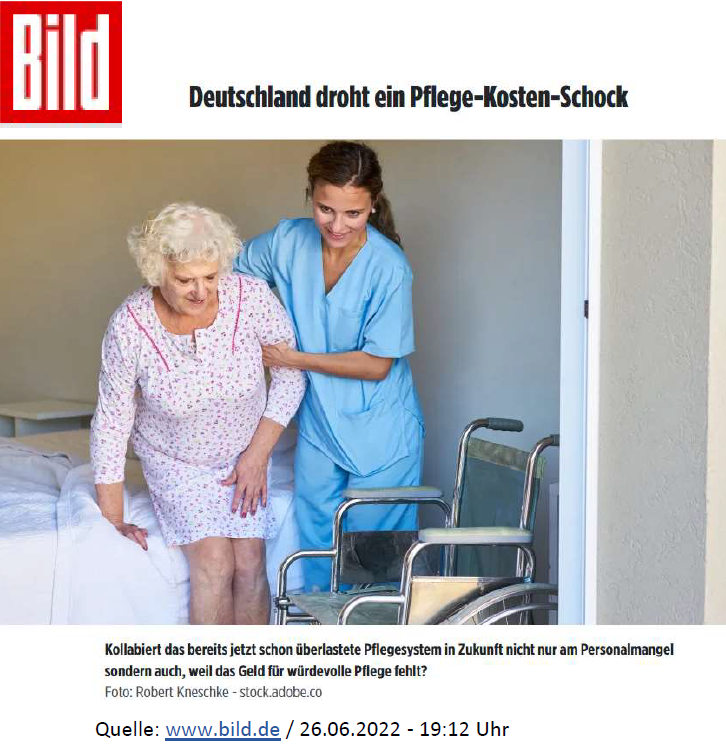 Bild
Deutschland droht ein Pflege-Kosten-Schock
Kollabiert das bereits jetzt schon überlastete Pflegesystem in Zukunft nicht nur am Personalmangel
sondern auch, weil das Geld für würdevolle Pflege fehlt?
Foto: Robert Kneschke - stock.adobe.co
Quelle: www.bild.de / 26.06.2022 - 19:12 Uhr